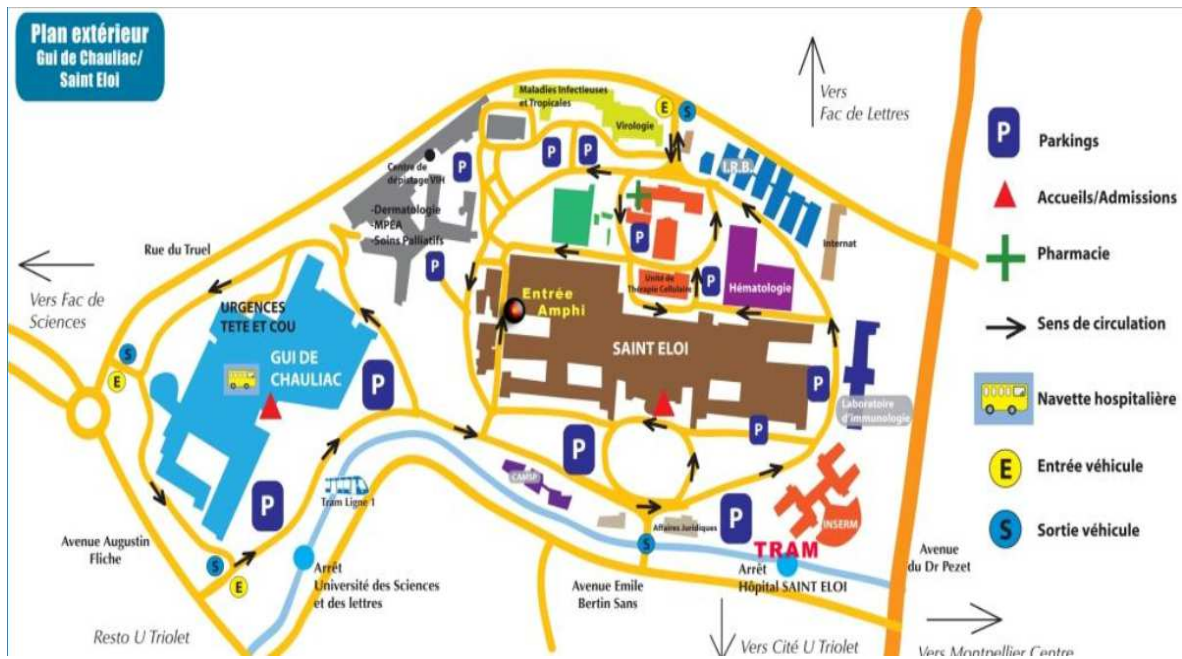 Plan extérieur
Gui de Chauliac/
Saint Eloi
Maladies Infectieuses
et Tropicales
Virologie
E
S
Vers
Fac de Lettres
P
Parkings
Accueils/Admissions
Pharmacie
Sens de circulation
Navette hospitalière
E
Entrée véhicule
S
Sortie véhicule
P
P
P
Centre de
dépistage VIH
-Dermatologie
-MPEA
-Soins Palliatifs
I.R.B.
Internat
Rue du Truel
Vers Fac de
Sciences
P
P
P
Unité de
Thérapie Cellulaire
Hématologie
Entrée
Amphi
URGENCES
TETE ET COU
GUI DE
CHAULIAC
SAINT ELOI
S
E
P
P
Laboratoire
d'immunologie
P
P
CAMSP
P
P
Tram Ligne 1
Affaires Juridiques
INSERM
S
TRAM
Arrêt
Hôpital SAINT ELOI
Avenue
du Dr Pezet
Avenue Augustin
Fliche
S
E
Arrêt
Université des Sciences
et des lettres
Avenue Emile
Bertin Sans
Resto U Triolet
Vers Cité U Triolet
Vers Montpellier Centre